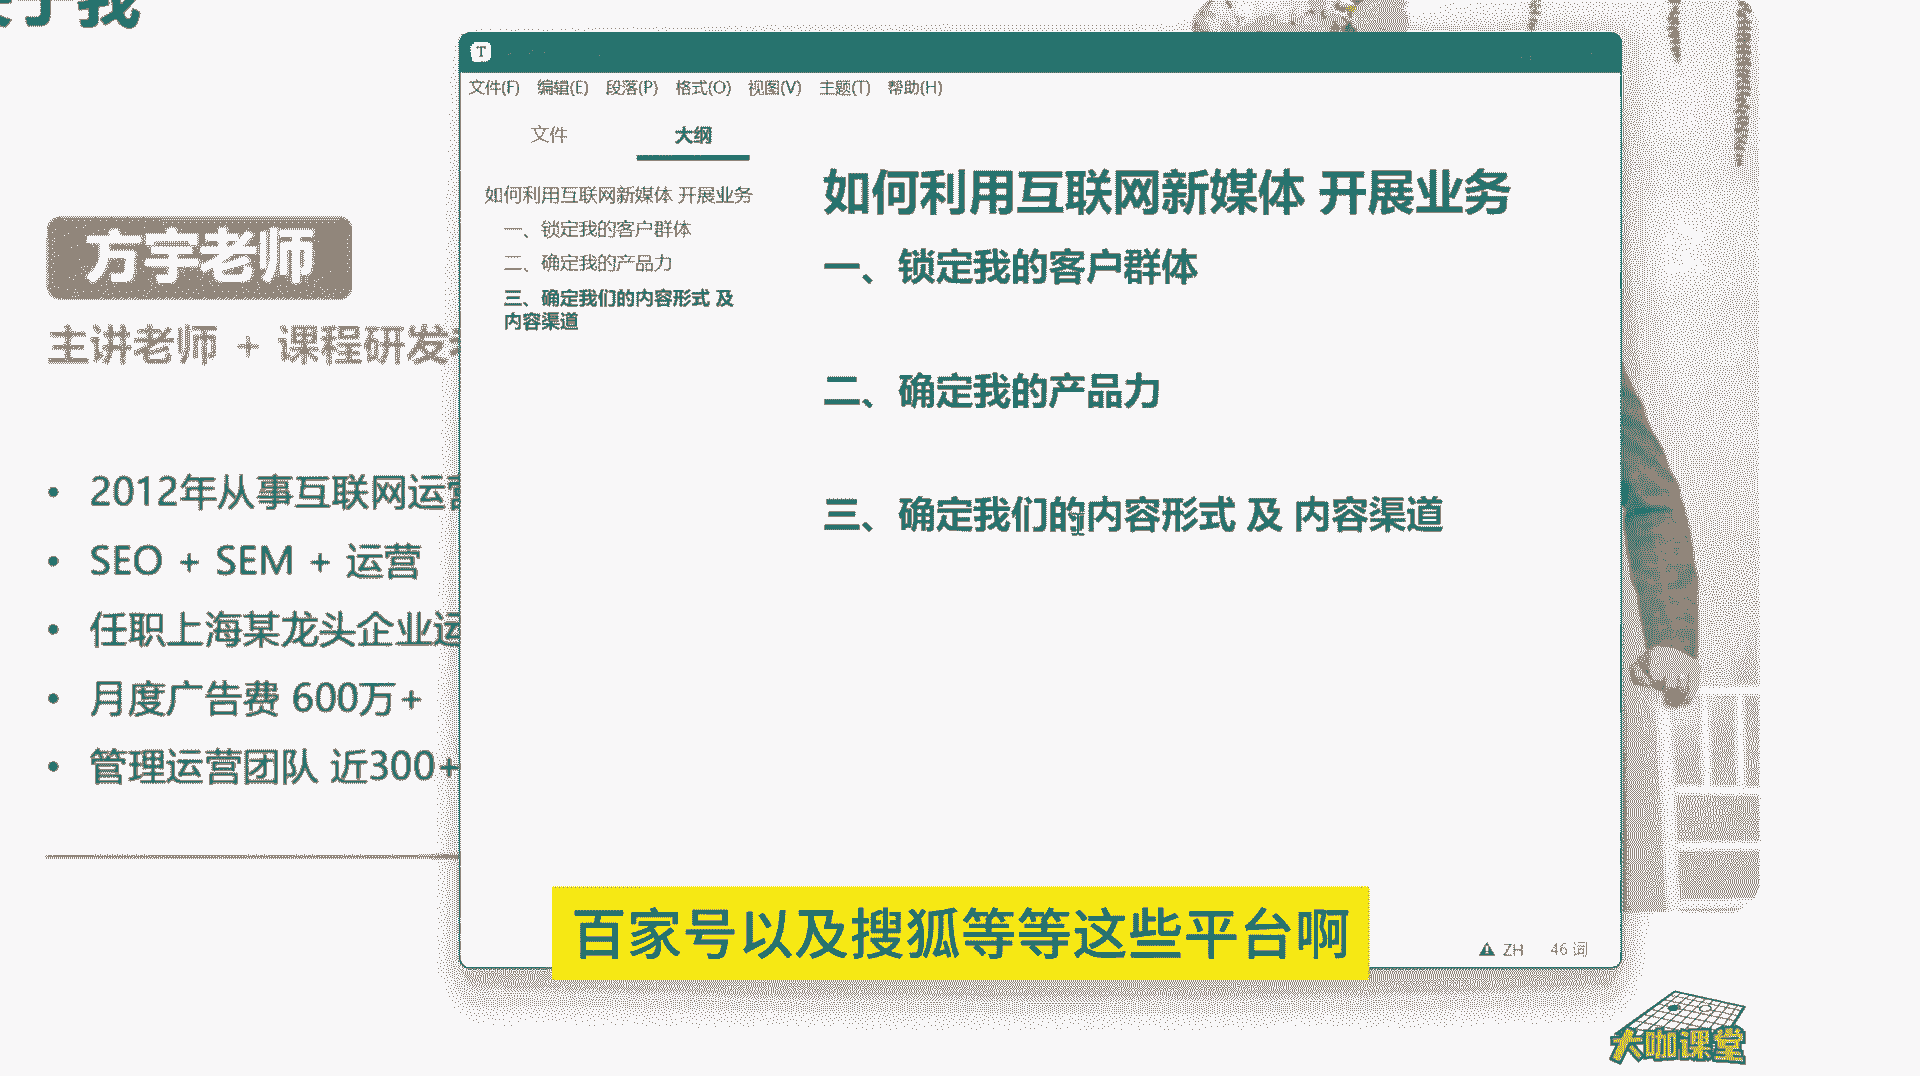 于我
方宇老师
主讲老师 + 课程研发
2012年从事互联网运营
SEO + SEM + 运营
任职上海某龙头企业运
月度广告费 600万+
管理运营团队 近300+
T
文件(F) 编辑(E) 段落(P) 格式(O) 视图(V) 主题(T) 帮助(H)
文件 大纲
如何利用互联网新媒体 开展业务
一、锁定我的客户群体
二、确定我的产品力
三、确定我们的内容形式 及
内容渠道
如何利用互联网新媒体 开展业务
一、锁定我的客户群体
二、确定我的产品力
三、确定我们的内容形式 及 内容渠道
ZH 46 词
百家号以及搜狐等等这些平台啊
大咖课堂